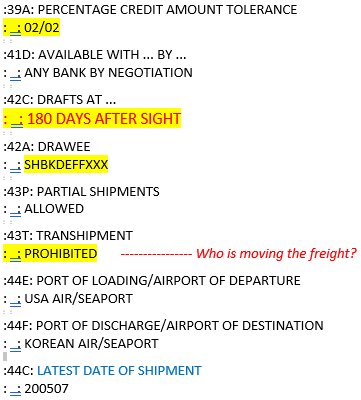 :39A: PERCENTAGE CREDIT AMOUNT TOLERANCE
: _: 02/02
: :
:41D: AVAILABLE WITH ... BY ...
: _: ANY BANK BY NEGOTIATION
: :
:42C: DRAFTS AT ...
: _: 180 DAYS AFTER SIGHT
: :
:42A: DRAWEE
: _: SHBKDEFFXXX
: :
:43P: PARTIAL SHIPMENTS
: _: ALLOWED
: :
:43T: TRANSHIPMENT
: _: PROHIBITED ---------------- Who is moving the freight?
: :
:44E: PORT OF LOADING/AIRPORT OF DEPARTURE
: _: USA AIR/SEAPORT
: :
:44F: PORT OF DISCHARGE/AIRPORT OF DESTINATION
: _: KOREAN AIR/SEAPORT
:44C: LATEST DATE OF SHIPMENT
: _: 200507